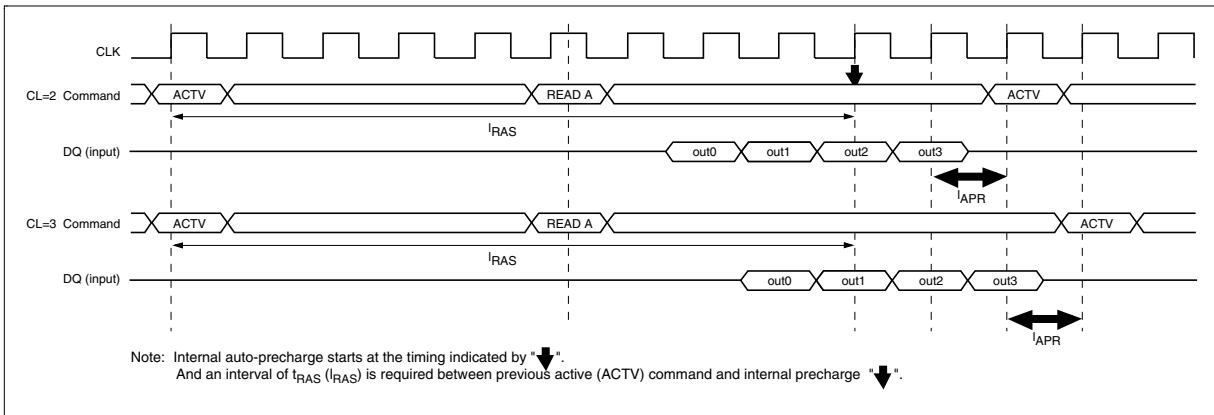 CLK
CL=2 Command ACTV READ A ACTV
lRAS
DQ (input) out0 out1 out2 out3
lAPR
CL=3 Command ACTV READ A ACTV
lRAS
DQ (input) out0 out1 out2 out3
lAPR
Note: Internal auto-precharge starts at the timing indicated by " ".
And an interval of tRAS (lRAS) is required between previous active (ACTV) command and internal precharge " ".